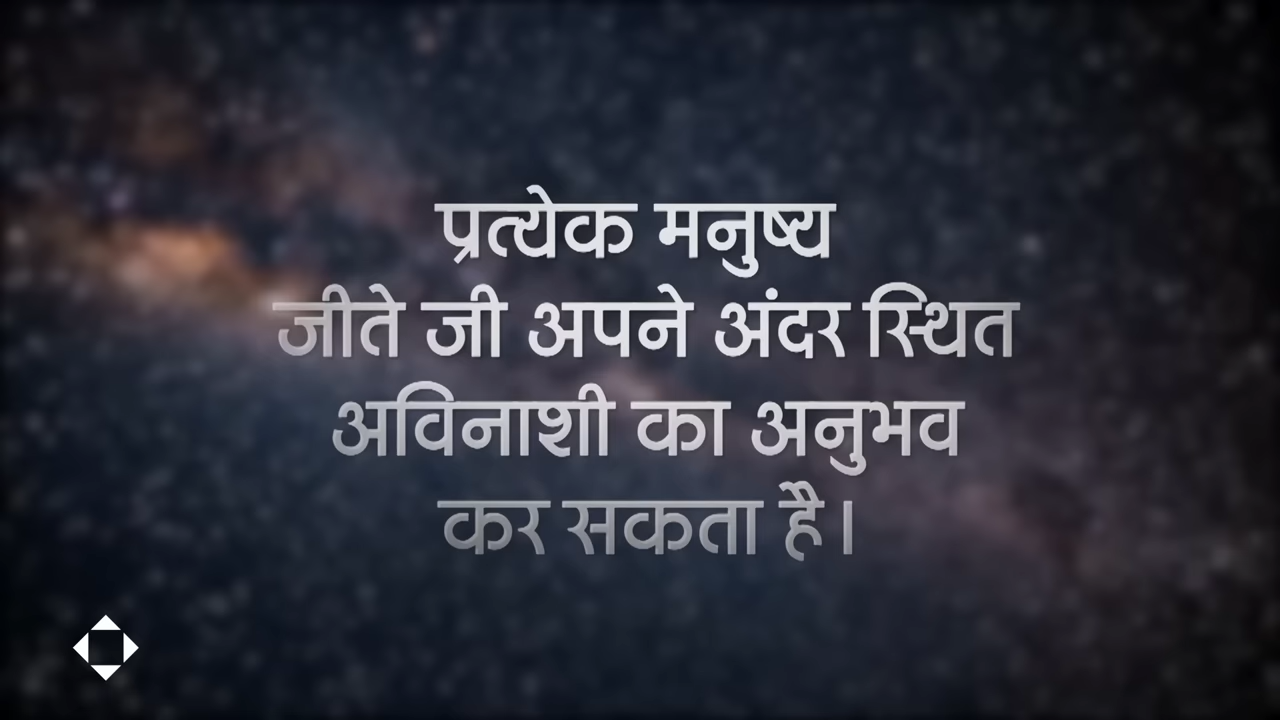 प्रत्येक मनुष्य
जीते जी अपने अंदर स्थित
अविनाशी का अनुभव
कर सकता है।